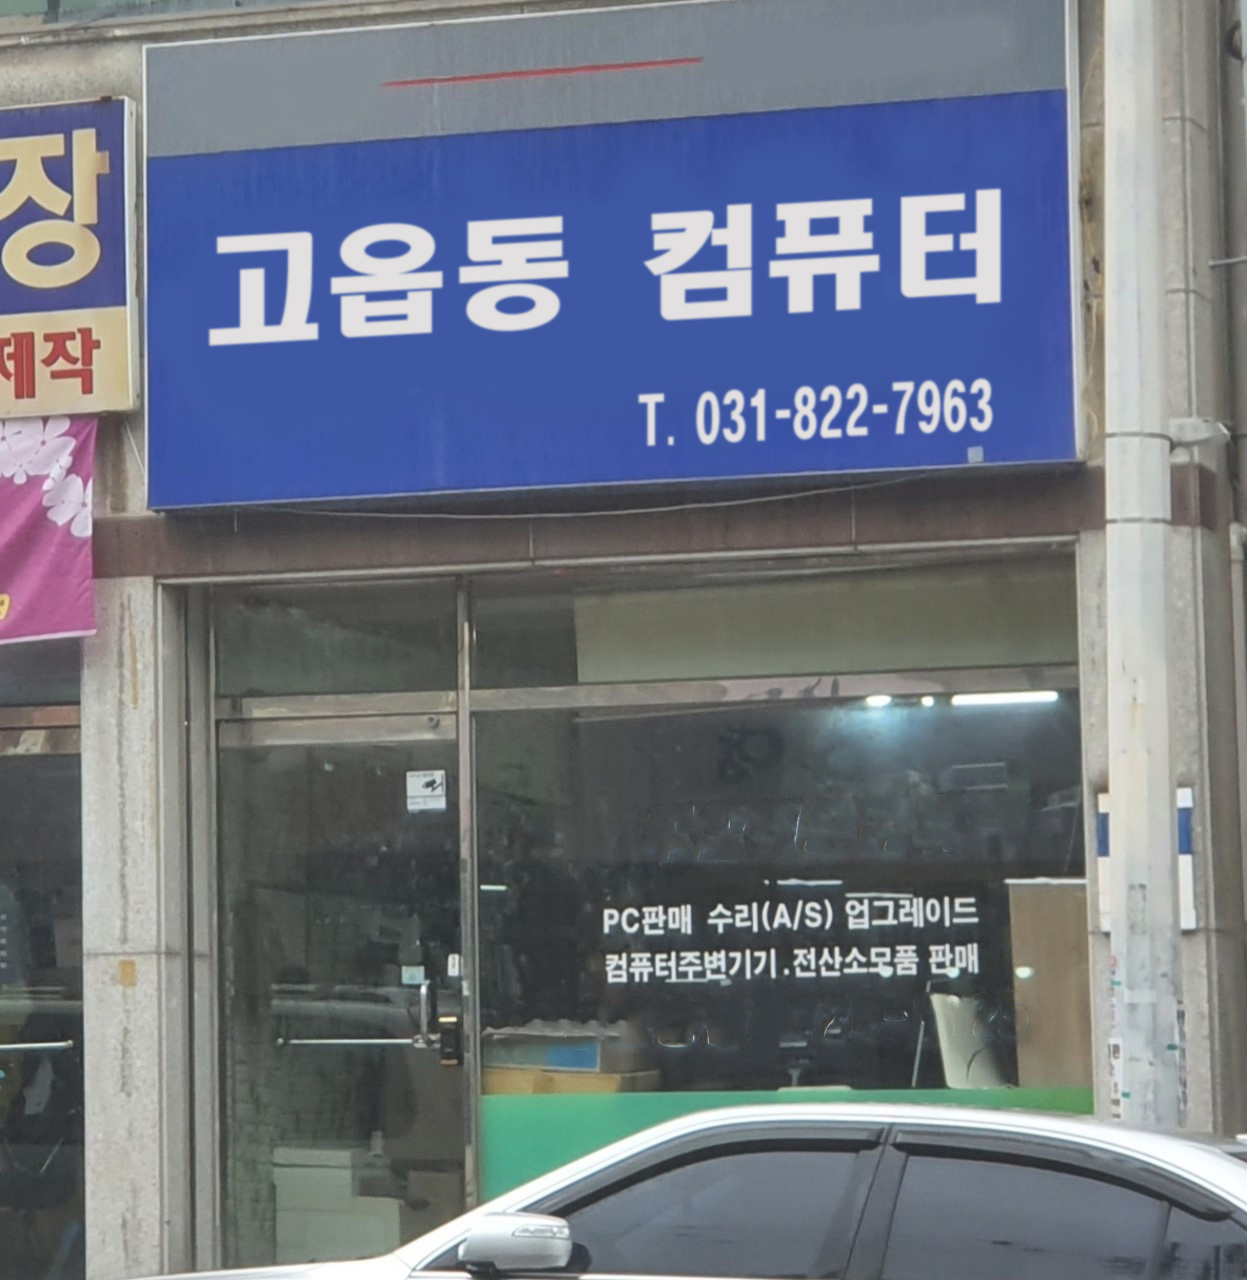 고읍동 컴퓨터
T. 031-822-7963
장
제작
PC판매 수리(A/S) 업그레이드
컴퓨터주변기기.전산소모품 판매